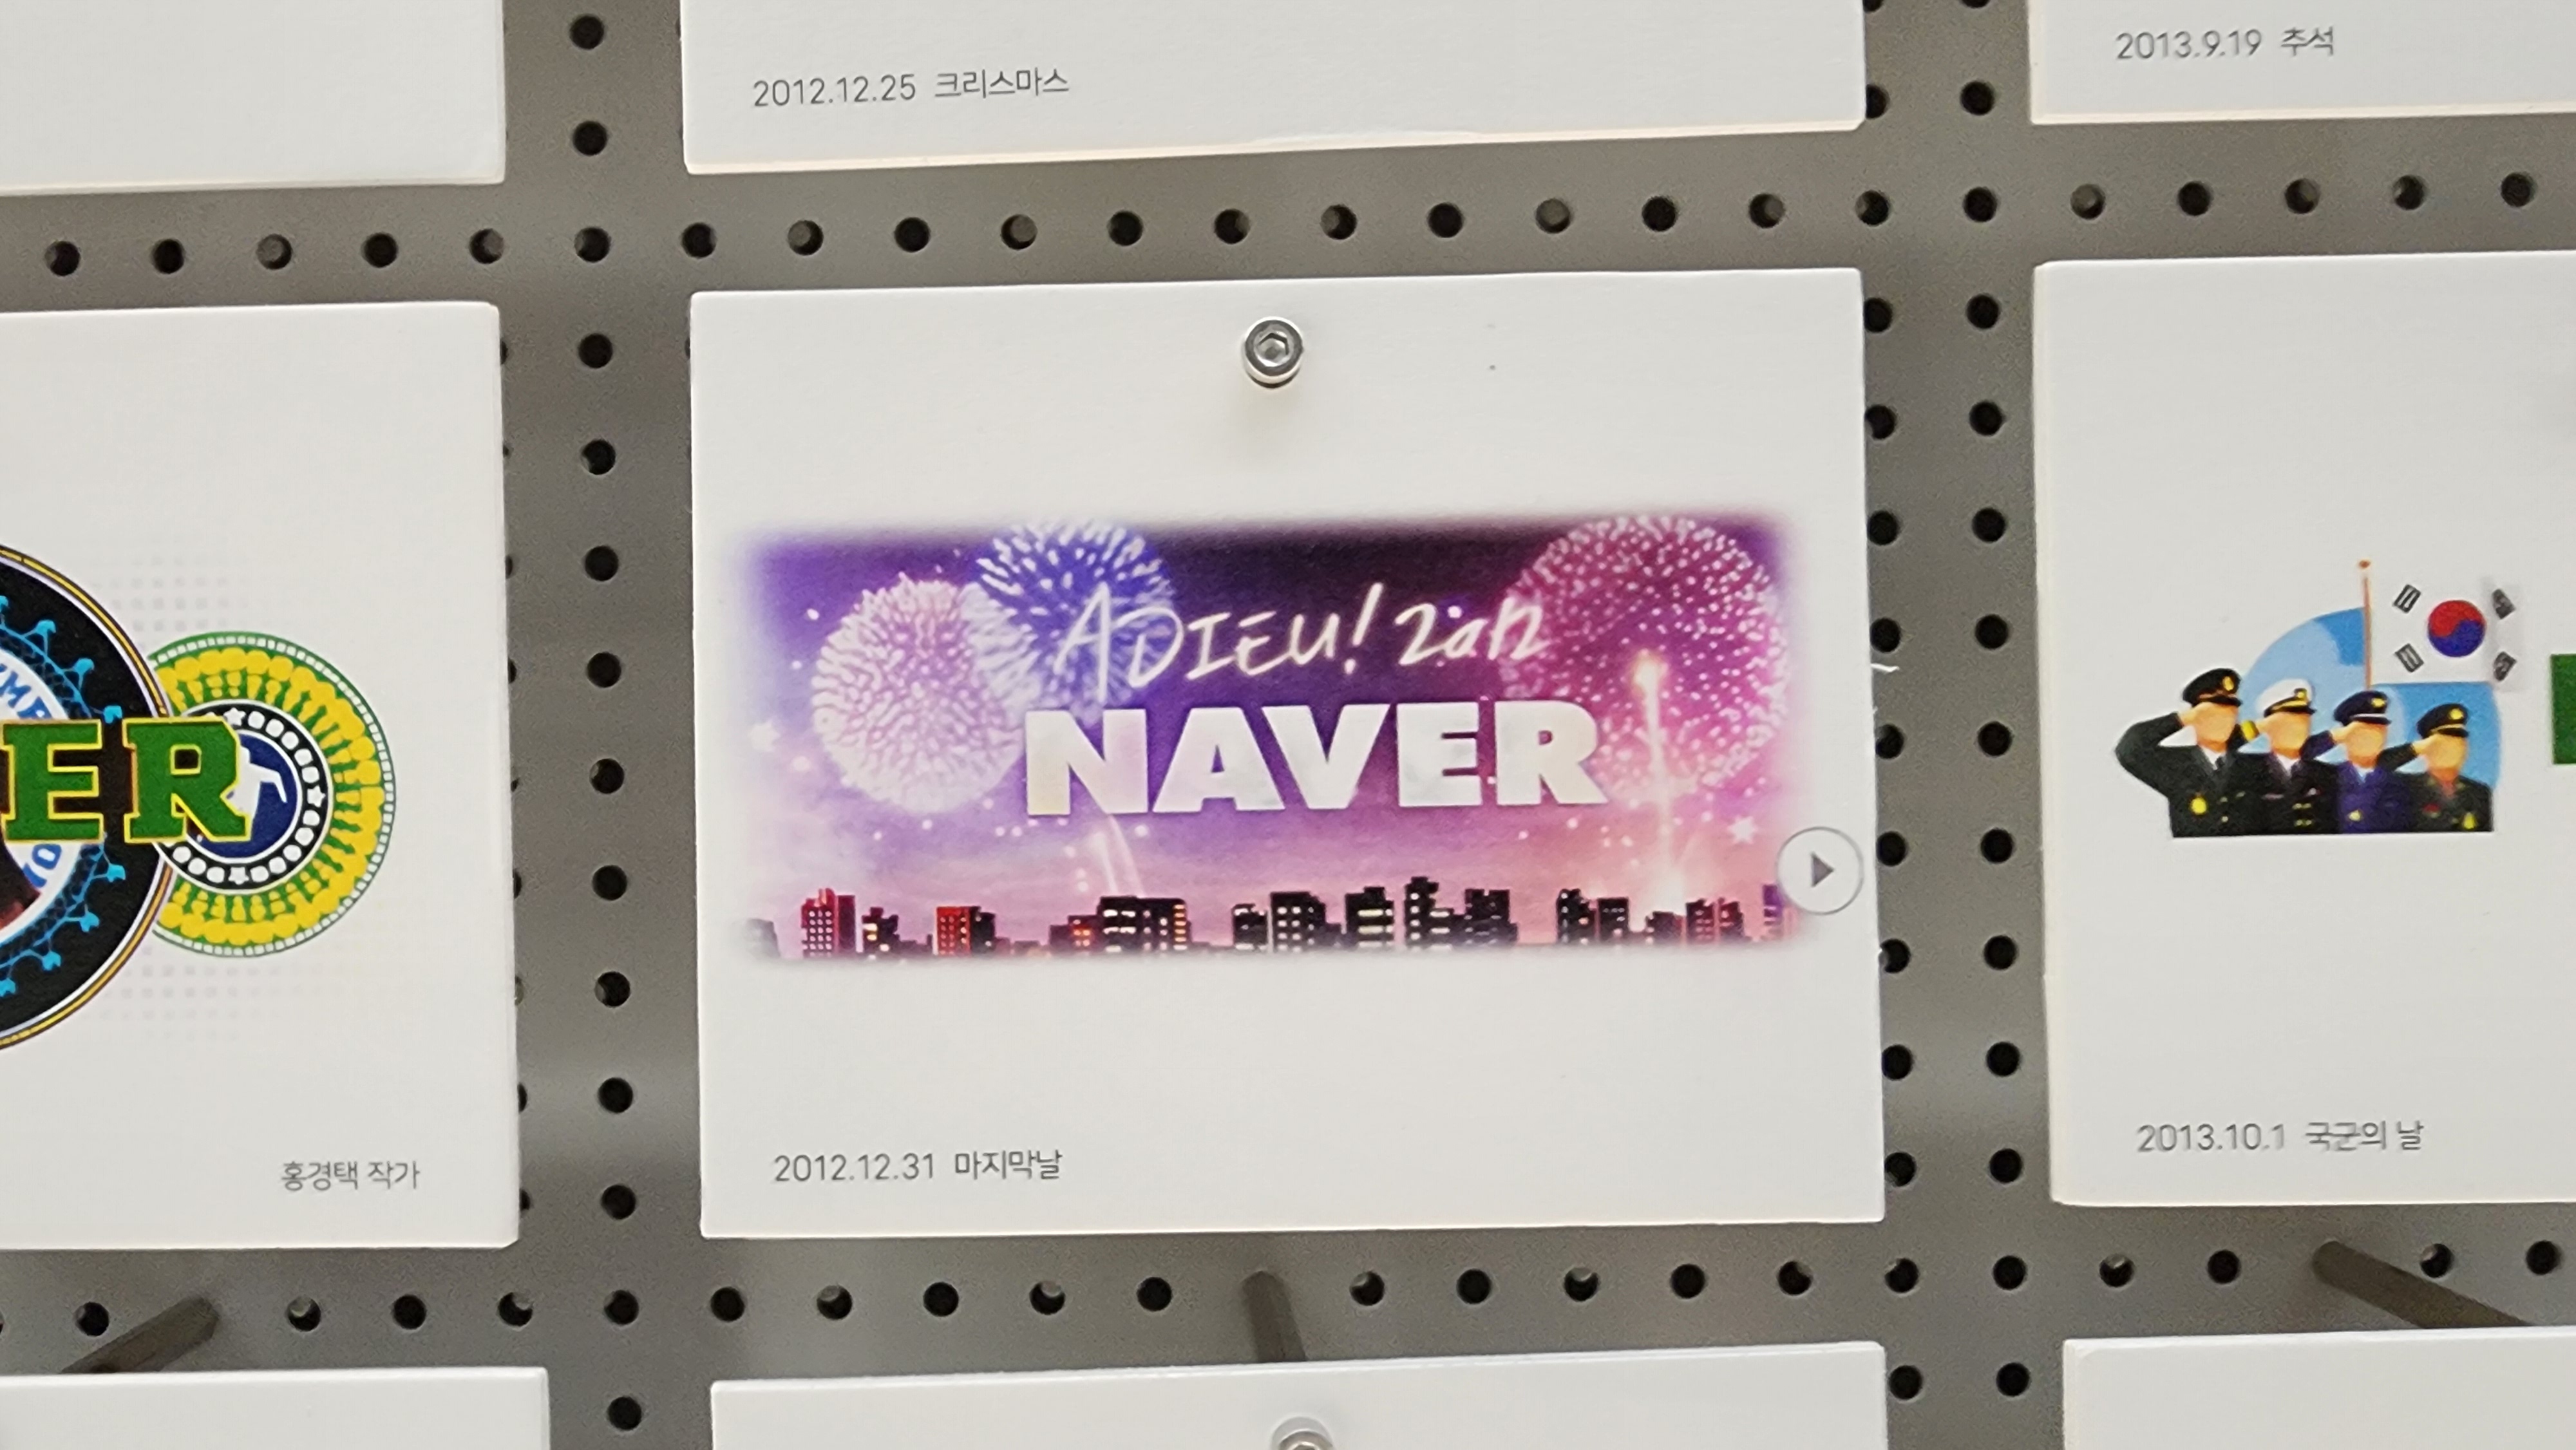 2012.12.25 크리스마스
2013.9.19 추석
ER
홍경택 작가
ADIEU! 2012
NAVER
2012.12.31 마지막날
2013.10.1 국군의 날